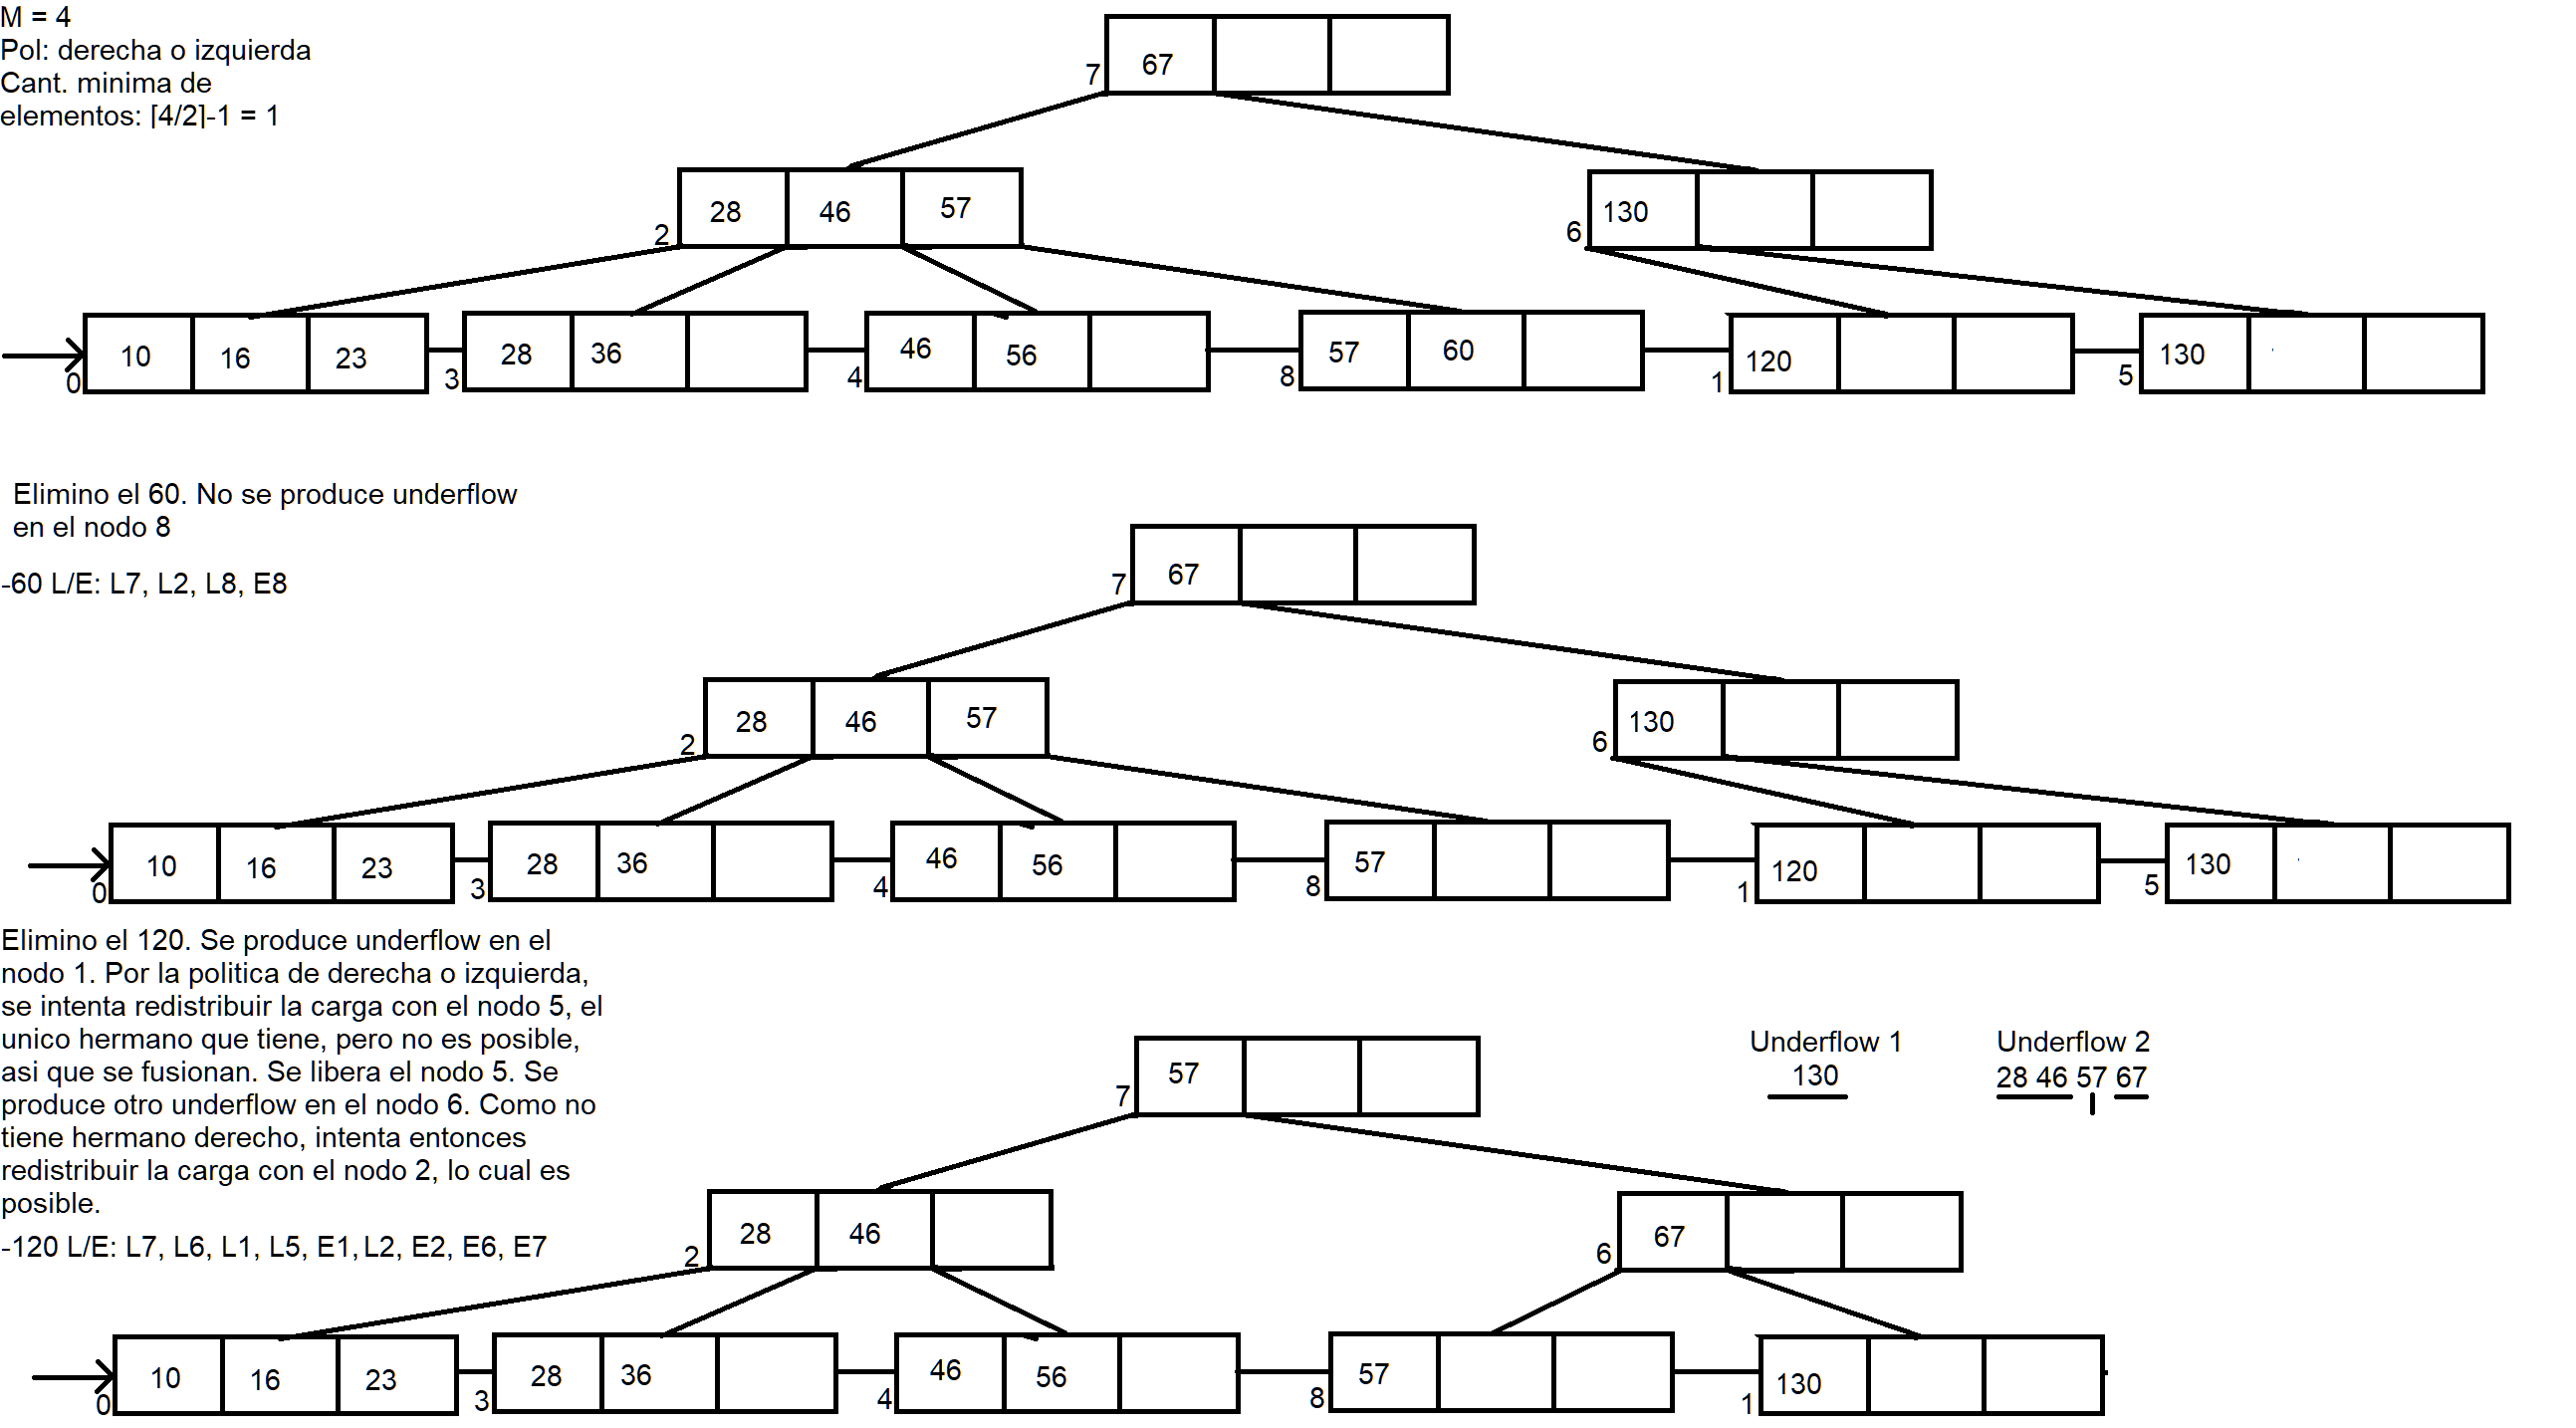 M = 4
Pol: derecha o izquierda
Cant. minima de
elementos: ⌈4/2⌉-1 = 1
7 67
2 28 46 57
6 130
0 10 16 23
3 28 36
4 46 56
8 57 60
1 120
5 130
Elimino el 60. No se produce underflow
en el nodo 8
-60 L/E: L7, L2, L8, E8
7 67
2 28 46 57
6 130
0 10 16 23
3 28 36
4 46 56
8 57
1 120
5 130
Elimino el 120. Se produce underflow en el
nodo 1. Por la politica de derecha o izquierda,
se intenta redistribuir la carga con el nodo 5, el
unico hermano que tiene, pero no es posible,
asi que se fusionan. Se libera el nodo 5. Se
produce otro underflow en el nodo 6. Como no
tiene hermano derecho, intenta entonces
redistribuir la carga con el nodo 2, lo cual es
posible.
-120 L/E: L7, L6, L1, L5, E1, L2, E2, E6, E7
Underflow 1
130
Underflow 2
28 46 57 67
7 57
2 28 46
6 67
0 10 16 23
3 28 36
4 46 56
8 57
1 130